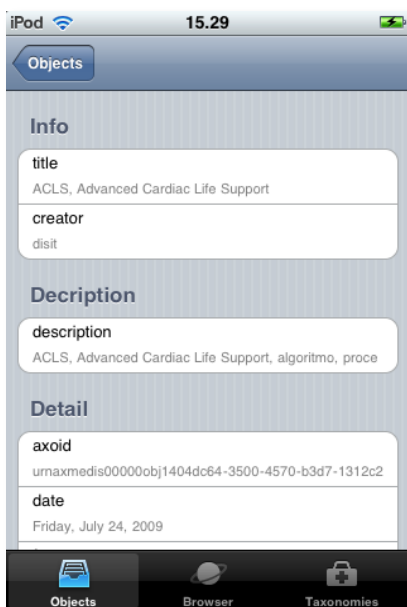 iPod 15.29
Objects
Info
title
ACLS, Advanced Cardiac Life Support
creator
disit
Decription
description
ACLS, Advanced Cardiac Life Support, algoritmo, proce
Detail
axoid
urnaxmedis00000obj1404dc64-3500-4570-b3d7-1312c2
date
Friday, July 24, 2009
Objects Browser Taxonomies